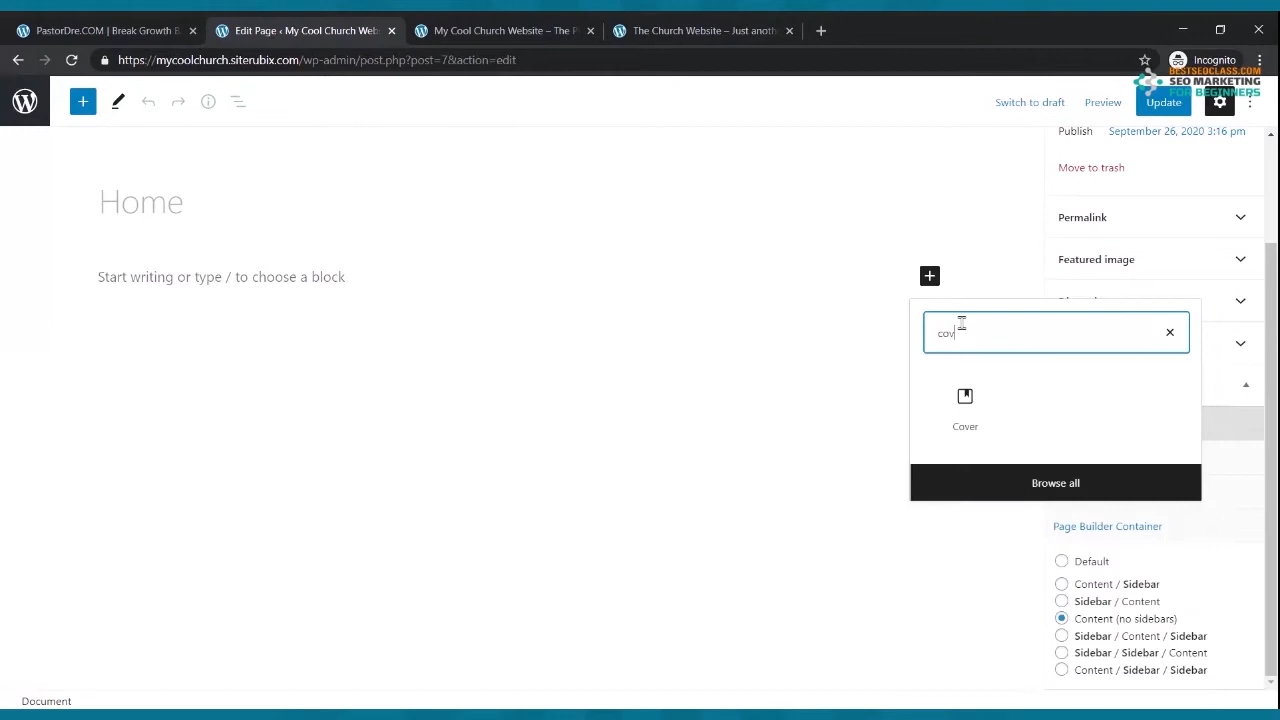 PastorDre.COM | Break Growth B
Edit Page ‹ My Cool Church Web
My Cool Church Website – The P
The Church Website – Just anoth
https://mycoolchurch.siterubix.com/wp-admin/post.php?post=7&action=edit
Incognito
BESTSEOCLASS.COM
SEO MARKETING
FOR BEGINNERS
Switch to draft
Preview
Update
Publish
September 26, 2020 3:16 pm
Move to trash
Home
Permalink
Featured image
Start writing or type / to choose a block
cov
Cover
Browse all
Page Builder Container
Default
Content / Sidebar
Sidebar / Content
Content (no sidebars)
Sidebar / Content / Sidebar
Sidebar / Sidebar / Content
Content / Sidebar / Sidebar
Document